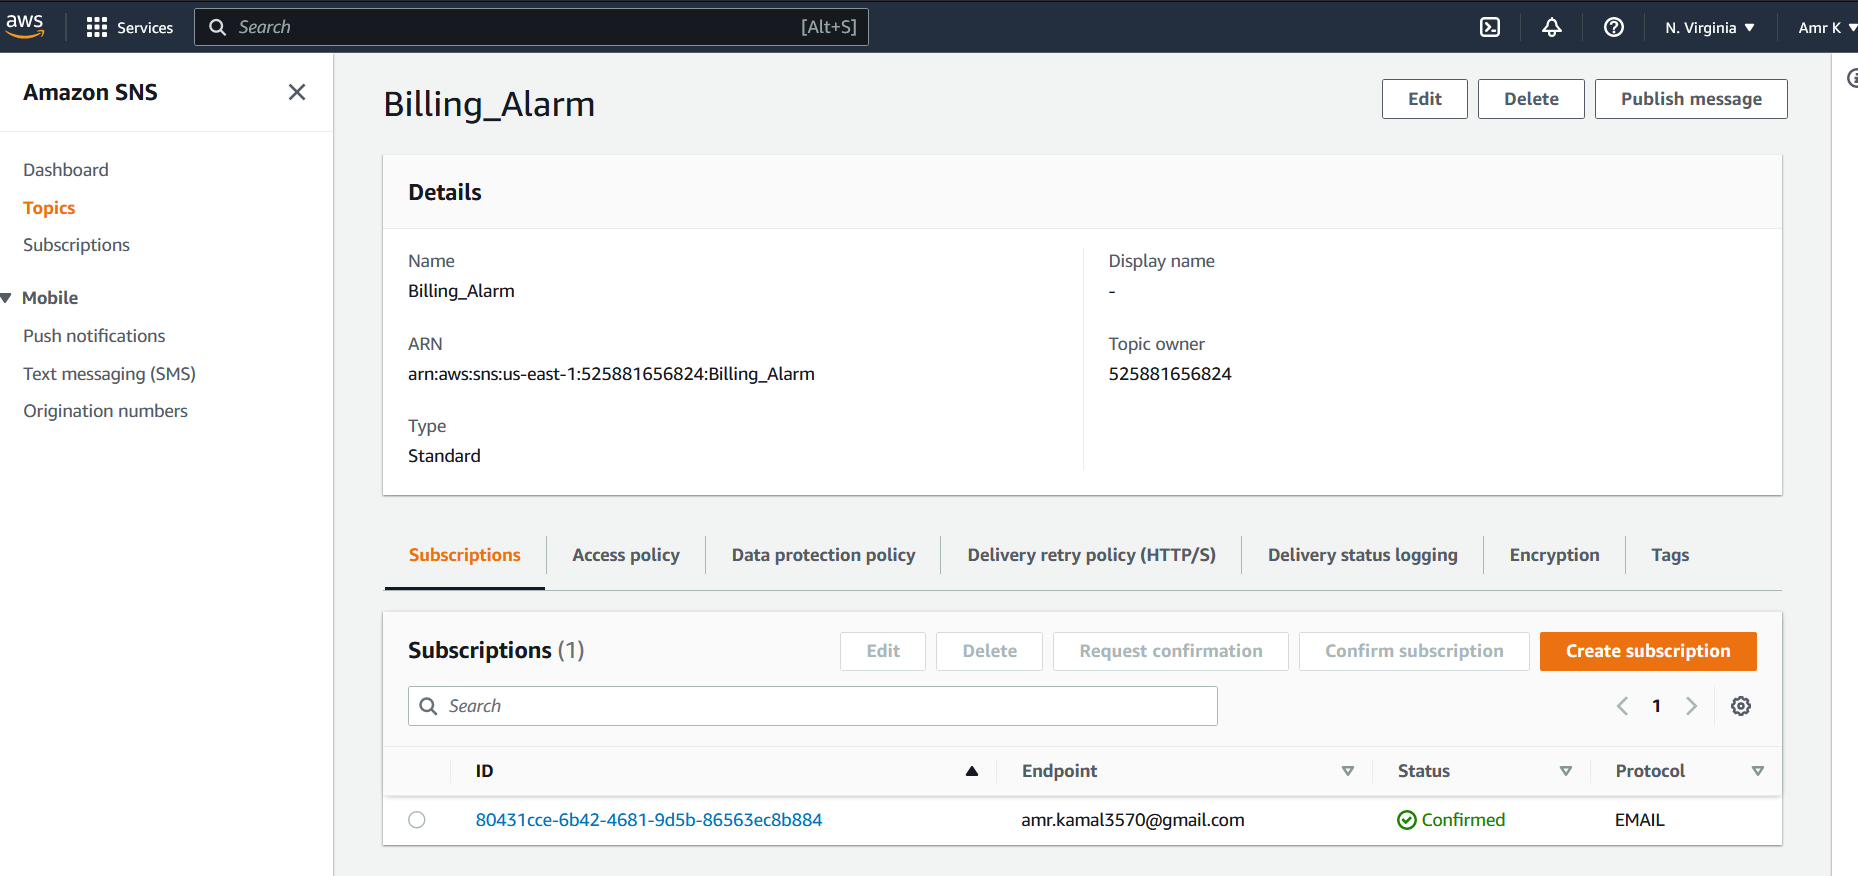 aws Services Search [Alt+S] N. Virginia Amr K
Amazon SNS
Dashboard
Topics
Subscriptions
Mobile
Push notifications
Text messaging (SMS)
Origination numbers
Billing_Alarm
Edit Delete Publish message
Details
Name
Billing_Alarm
ARN
arn:aws:sns:us-east-1:525881656824:Billing_Alarm
Type
Standard
Display name
-
Topic owner
525881656824
Subscriptions Access policy Data protection policy Delivery retry policy (HTTP/S) Delivery status logging Encryption Tags
Subscriptions (1) Edit Delete Request confirmation Confirm subscription Create subscription
Search 1
ID Endpoint Status Protocol
80431cce-6b42-4681-9d5b-86563ec8b884 amr.kamal3570@gmail.com Confirmed EMAIL